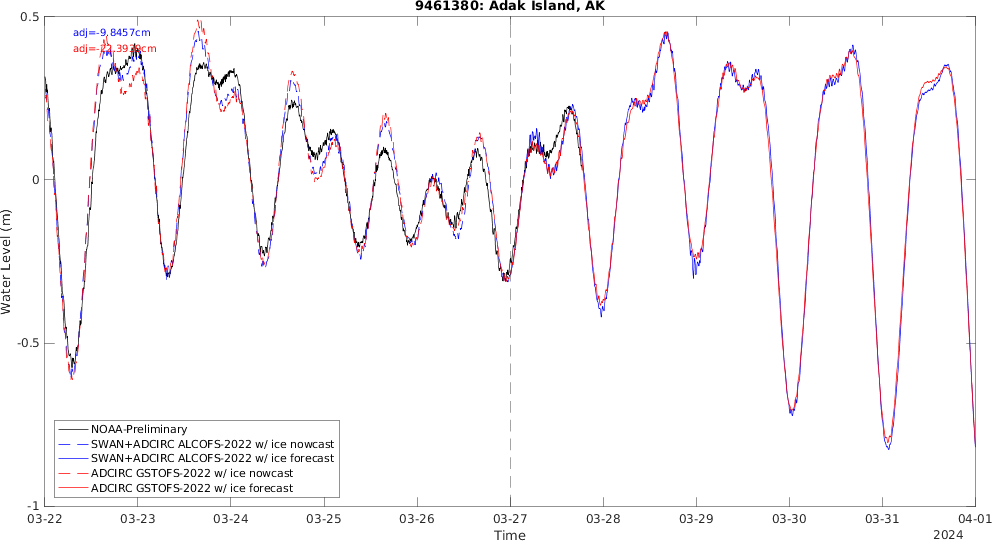 9461380: Adak Island, AK
0.5
adj=-9.8457cm
0
Water Level (m)
-0.5
NOAA-Preliminary
SWAN+ADCIRC ALCOFS-2022 w/ ice nowcast
SWAN+ADCIRC ALCOFS-2022 w/ ice forecast
ADCIRC GSTOFS-2022 w/ ice nowcast
ADCIRC GSTOFS-2022 w/ ice forecast
-1
03-22 03-23 03-24 03-25 03-26 03-27 03-28 03-29 03-30 03-31 04-01
Time
2024